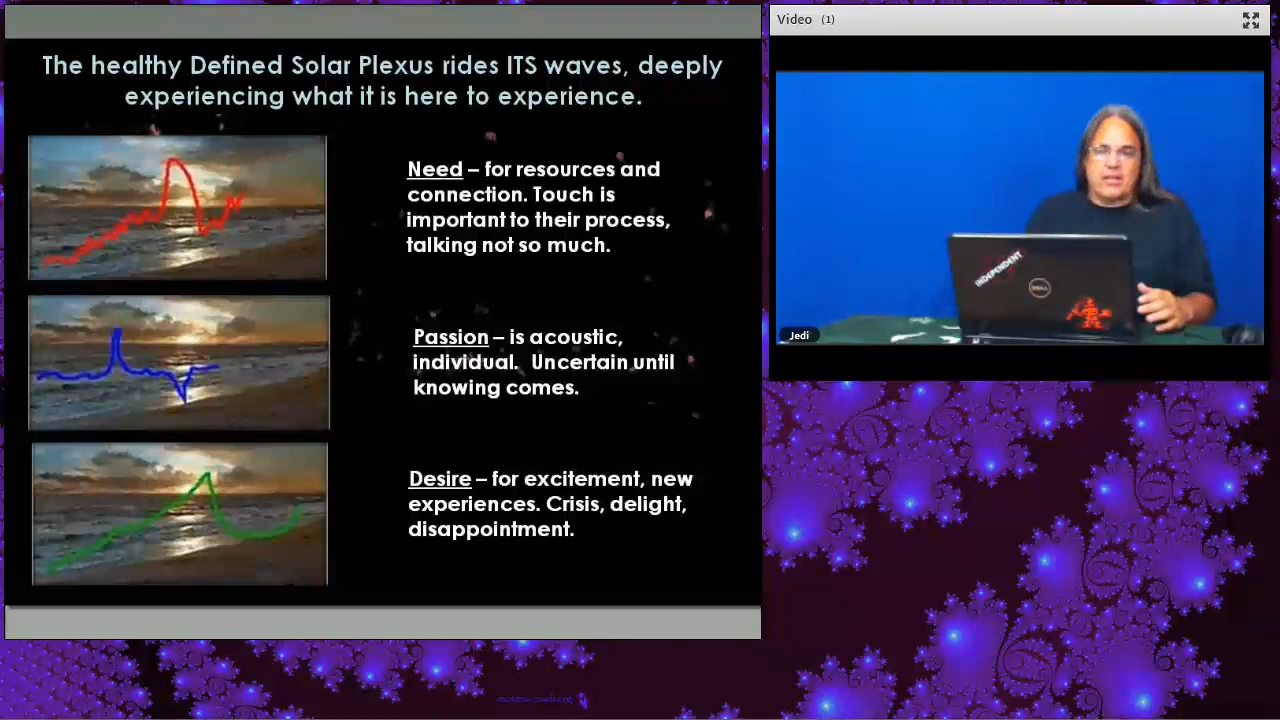 The healthy Defined Solar Plexus rides ITS waves, deeply
experiencing what it is here to experience.
Need – for resources and
connection. Touch is
important to their process,
talking not so much.
Passion – is acoustic,
individual.  Uncertain until
knowing comes.
Desire – for excitement, new
experiences. Crisis, delight,
disappointment.
Video (1)
INDEPENDENT
DELL
Jedi